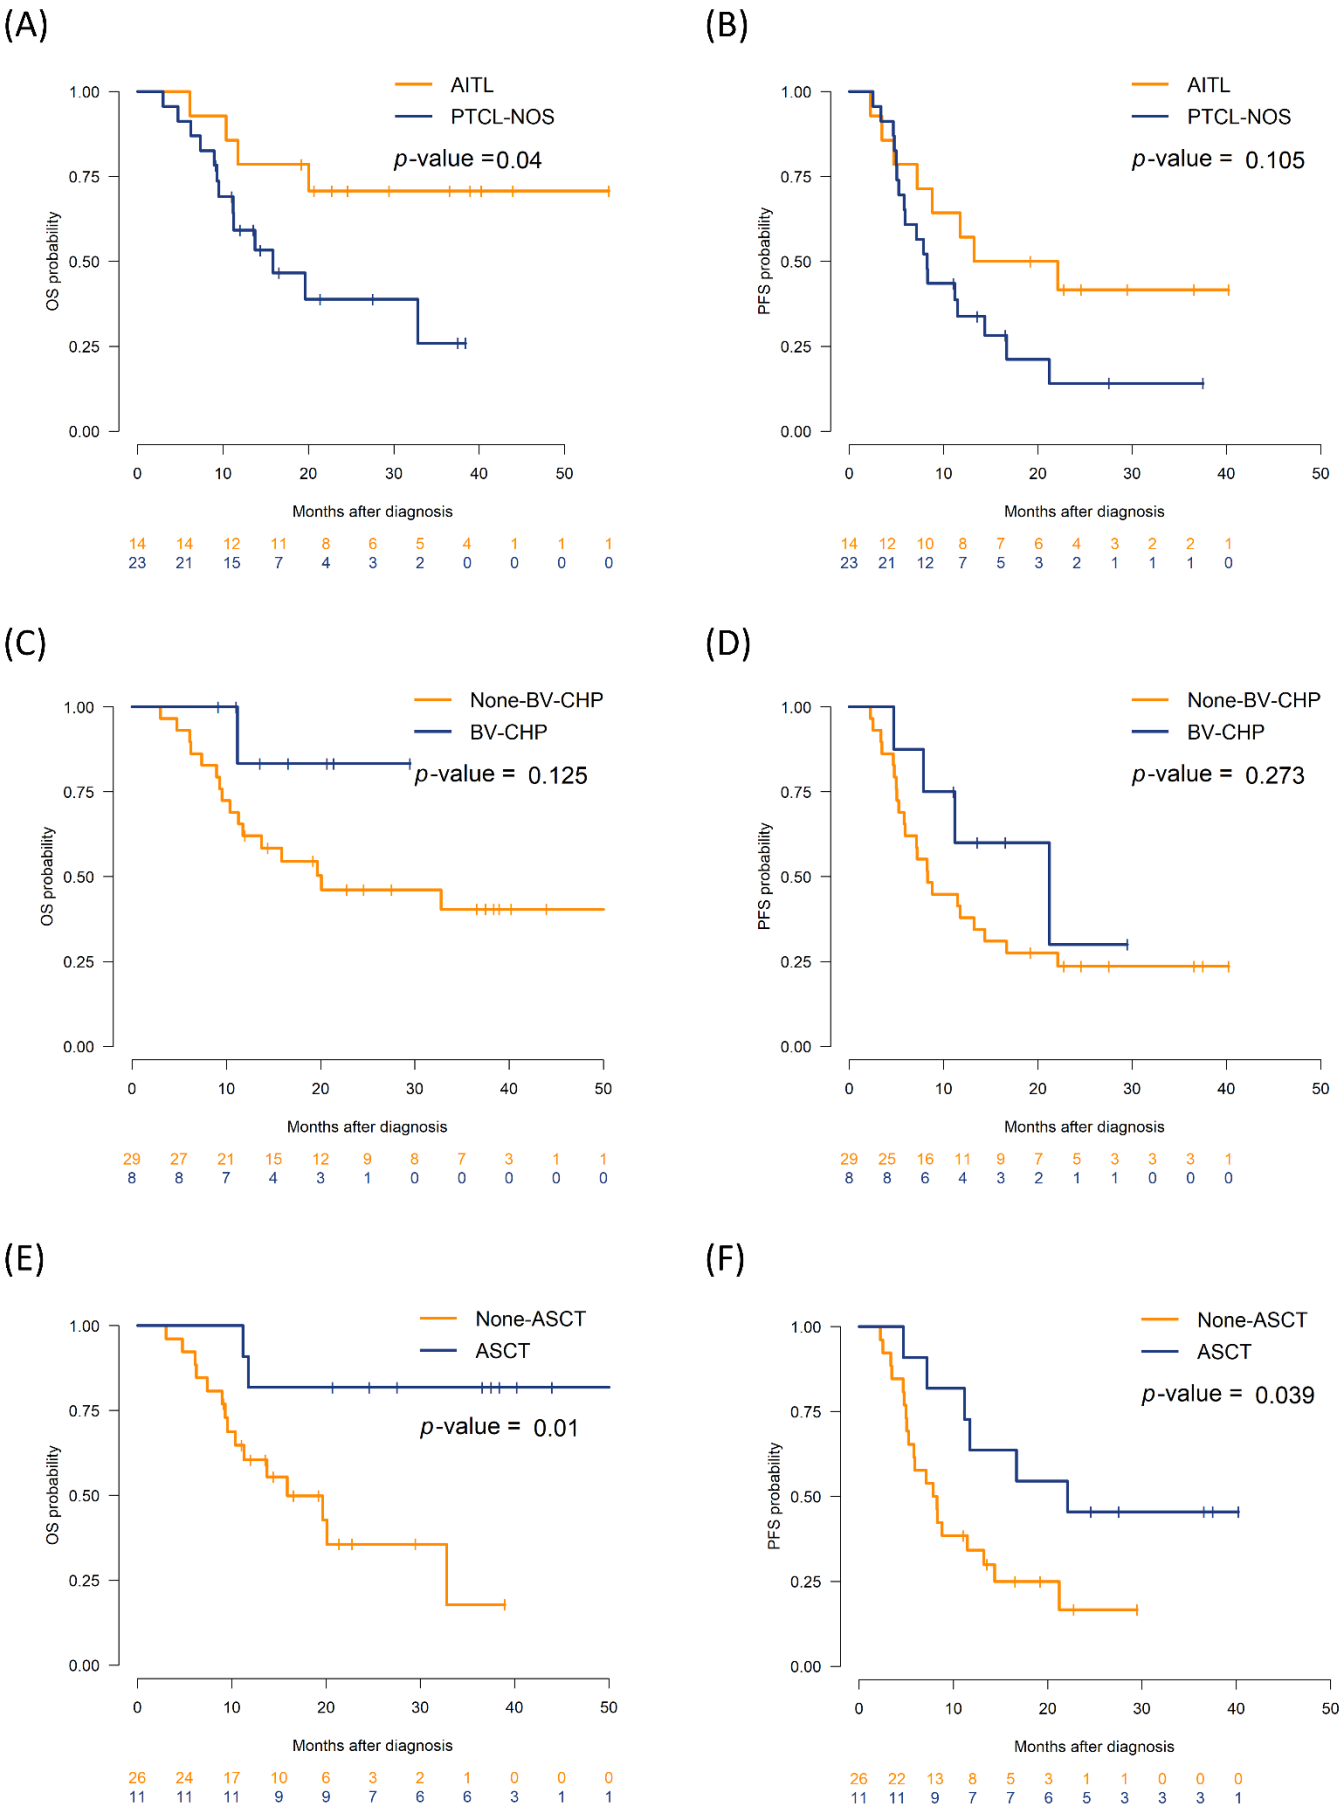 (A)
AITL
PTCL-NOS
p-value =0.04
OS probability
1.00
0.75
0.50
0.25
0.00
0 10 20 30 40 50
Months after diagnosis
14 14 12 11 8 6 5 4 1 1 1
23 21 15 7 4 3 2 0 0 0 0
(B)
AITL
PTCL-NOS
p-value = 0.105
PFS probability
1.00
0.75
0.50
0.25
0.00
0 10 20 30 40 50
Months after diagnosis
14 12 10 8 7 6 4 3 2 2 1
23 21 12 7 5 3 2 1 1 1 0
(C)
None-BV-CHP
BV-CHP
p-value = 0.125
OS probability
1.00
0.75
0.50
0.25
0.00
0 10 20 30 40 50
Months after diagnosis
29 27 21 15 12 9 8 7 3 1 1
8 8 7 4 3 1 0 0 0 0 0
(D)
None-BV-CHP
BV-CHP
p-value = 0.273
PFS probability
1.00
0.75
0.50
0.25
0.00
0 10 20 30 40 50
Months after diagnosis
29 25 16 11 9 7 5 3 3 3 1
8 8 6 4 3 2 1 1 0 0 0
(E)
None-ASCT
ASCT
p-value = 0.01
OS probability
1.00
0.75
0.50
0.25
0.00
0 10 20 30 40 50
Months after diagnosis
26 24 17 10 6 3 2 1 0 0 0
11 11 11 9 9 7 6 6 3 1 1
(F)
None-ASCT
ASCT
p-value = 0.039
PFS probability
1.00
0.75
0.50
0.25
0.00
0 10 20 30 40 50
Months after diagnosis
26 22 13 8 5 3 1 1 0 0 0
11 11 9 7 7 6 5 3 3 3 1